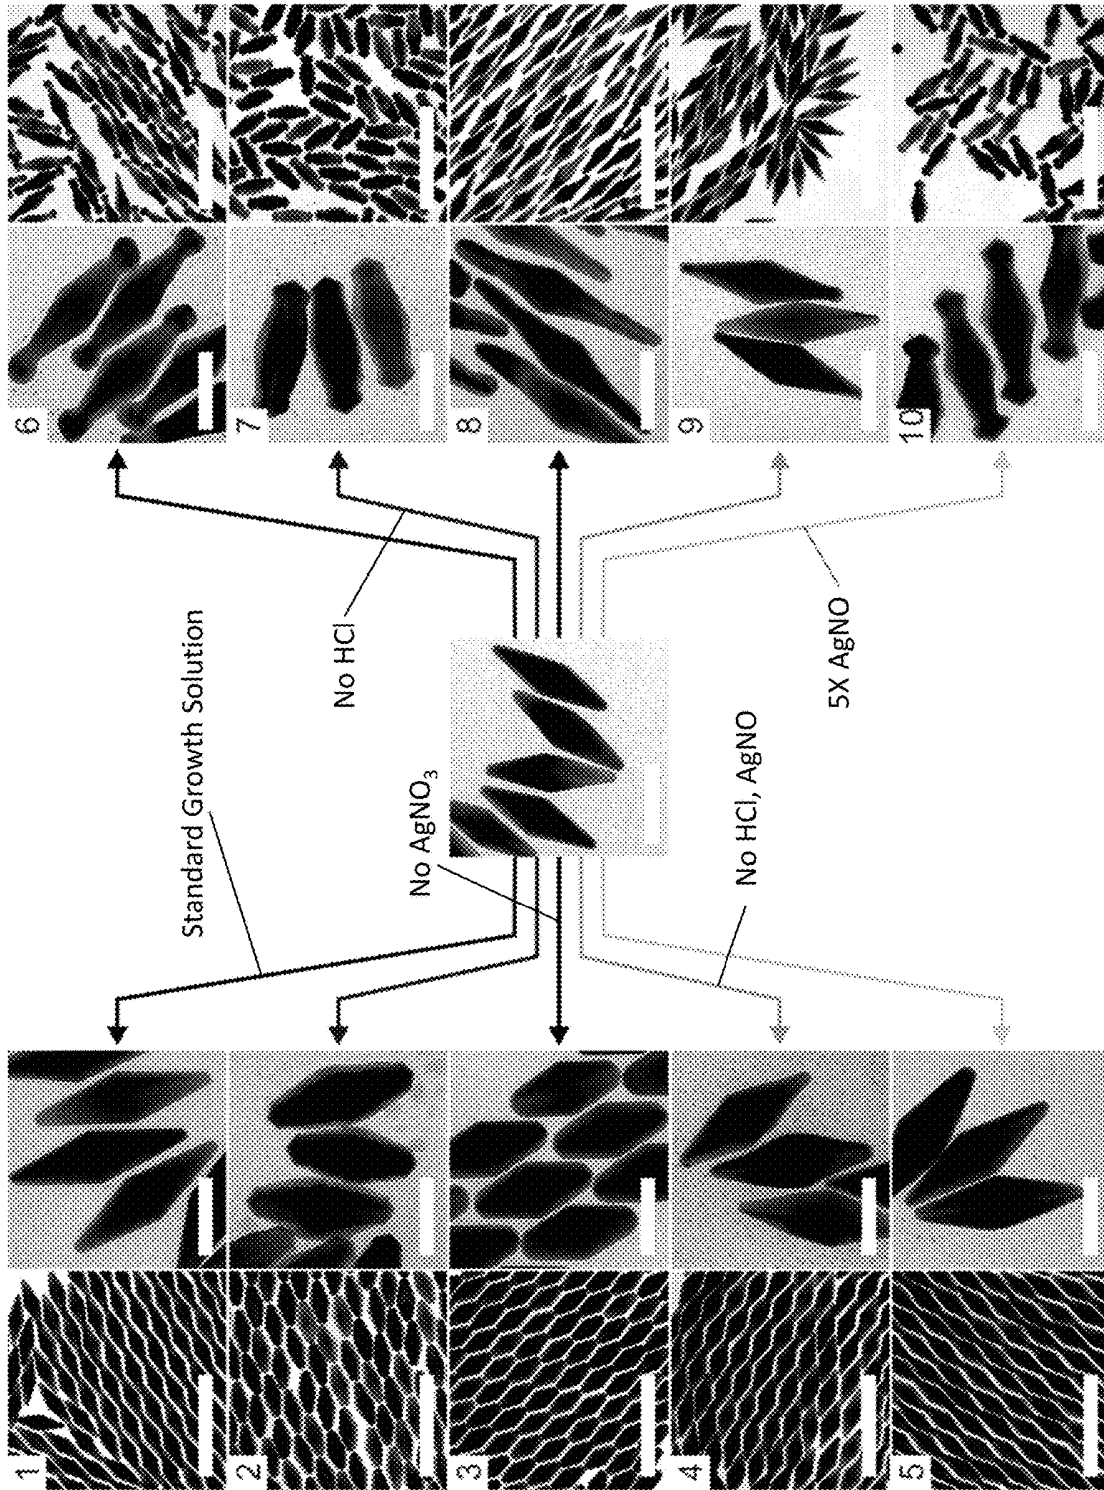 1
2
3
4
5
Standard Growth Solution
No AgNO₃
No HCl, AgNO
No HCl
5X AgNO
6
7
8
9
10